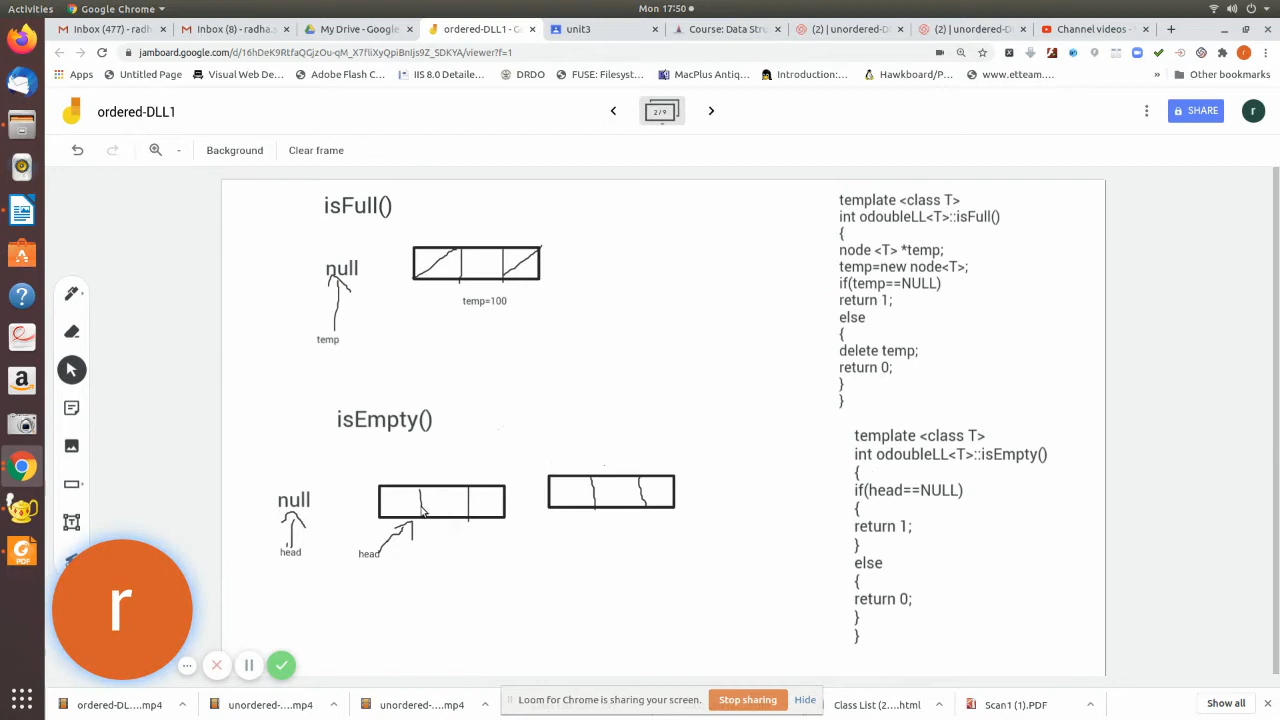 Activities
Google Chrome
Mon 17:50
Inbox (477) - radh
Inbox (8) - radha.s
My Drive - Google
ordered-DLL1 - G
unit3
Course: Data Stru
(2) | unordered-D
(2) | unordered-D
Channel videos -
jamboard.google.com/d/16hDeK9RtfaQGjzOu-qM_X7fliXyQpiBnIjs9Z_SDKYA/viewer?f=1
Apps
Untitled Page
Visual Web De...
Adobe Flash C...
IIS 8.0 Detaile...
DRDO
FUSE: Filesyst...
MacPlus Antiq...
Introduction:...
Hawkboard/P...
www.etteam....
Other bookmarks
ordered-DLL1
2/9
SHARE
r
Background
Clear frame
isFull()
null
temp=100
temp
isEmpty()
null
head
head
template <class T>
int odoubleLL<T>::isFull()
{
node <T> *temp;
temp=new node<T>;
if(temp==NULL)
return 1;
else
{
delete temp;
return 0;
}
}
template <class T>
int odoubleLL<T>::isEmpty()
{
if(head==NULL)
{
return 1;
}
else
{
return 0;
}
}
r
Loom for Chrome is sharing your screen.
Stop sharing
Hide
ordered-DL....mp4
unordered-....mp4
unordered-....mp4
Class List (2....html
Scan1 (1).PDF
Show all